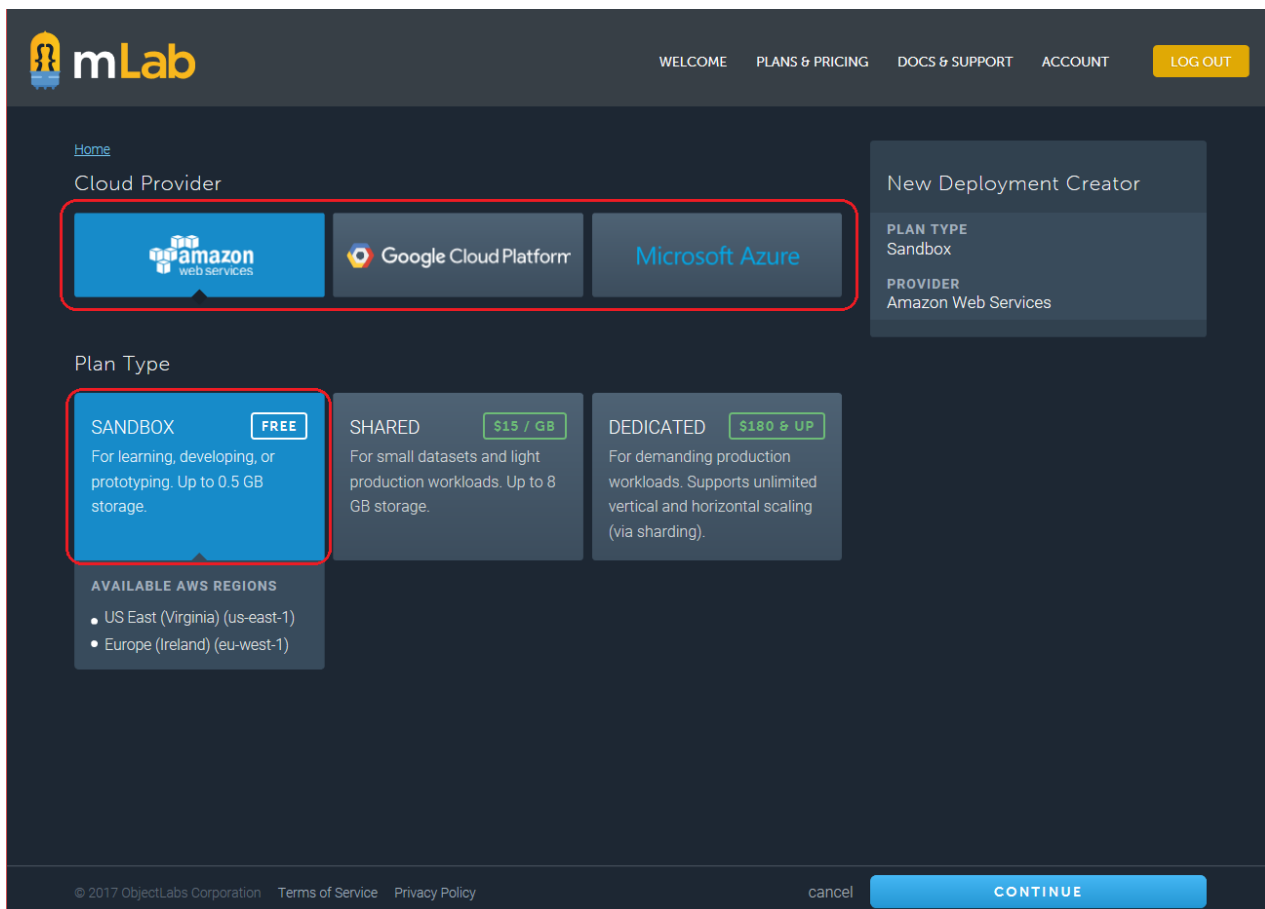 mLab
WELCOME PLANS & PRICING DOCS & SUPPORT ACCOUNT LOG OUT
Home
Cloud Provider
amazon
web services
Google Cloud Platform
Microsoft Azure
New Deployment Creator
PLAN TYPE
Sandbox
PROVIDER
Amazon Web Services
Plan Type
SANDBOX FREE
For learning, developing, or
prototyping. Up to 0.5 GB
storage.
SHARED $15 / GB
For small datasets and light
production workloads. Up to 8
GB storage.
DEDICATED $180 & UP
For demanding production
workloads. Supports unlimited
vertical and horizontal scaling
(via sharding).
AVAILABLE AWS REGIONS
• US East (Virginia) (us-east-1)
• Europe (Ireland) (eu-west-1)
© 2017 ObjectLabs Corporation Terms of Service Privacy Policy cancel CONTINUE